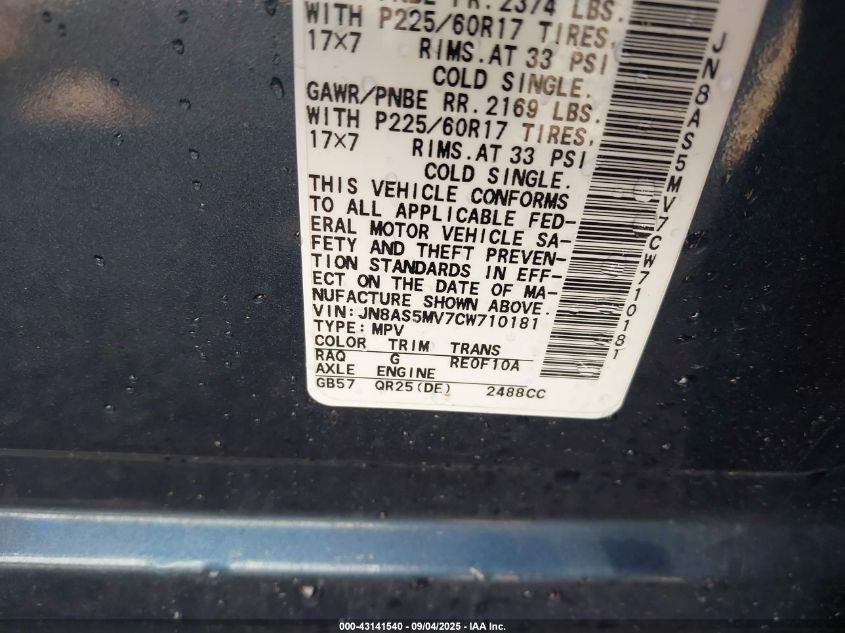 PNBE FR. 2374 LBS.
WITH P225/60R17 TIRES,
17×7 RIMS.AT 33 PSI
COLD SINGLE.
GAWR/PNBE RR. 2169 LBS.
WITH P225/60R17 TIRES,
17×7 RIMS.AT 33 PSI
COLD SINGLE.
THIS VEHICLE CONFORMS
TO ALL APPLICABLE FED-
ERAL MOTOR VEHICLE SA-
FETY AND THEFT PREVEN-
TION STANDARDS IN EFF-
ECT ON THE DATE OF MA-
NUFACTURE SHOWN ABOVE.
VIN: JN8AS5MV7CW710181
TYPE: MPV
COLOR TRIM TRANS
RAQ G RE0F10A
AXLE ENGINE
GB57 QR25(DE) 2488CC
JN8AS5MV7CW710181
000-43141540 - 09/04/2025 - IAA Inc.